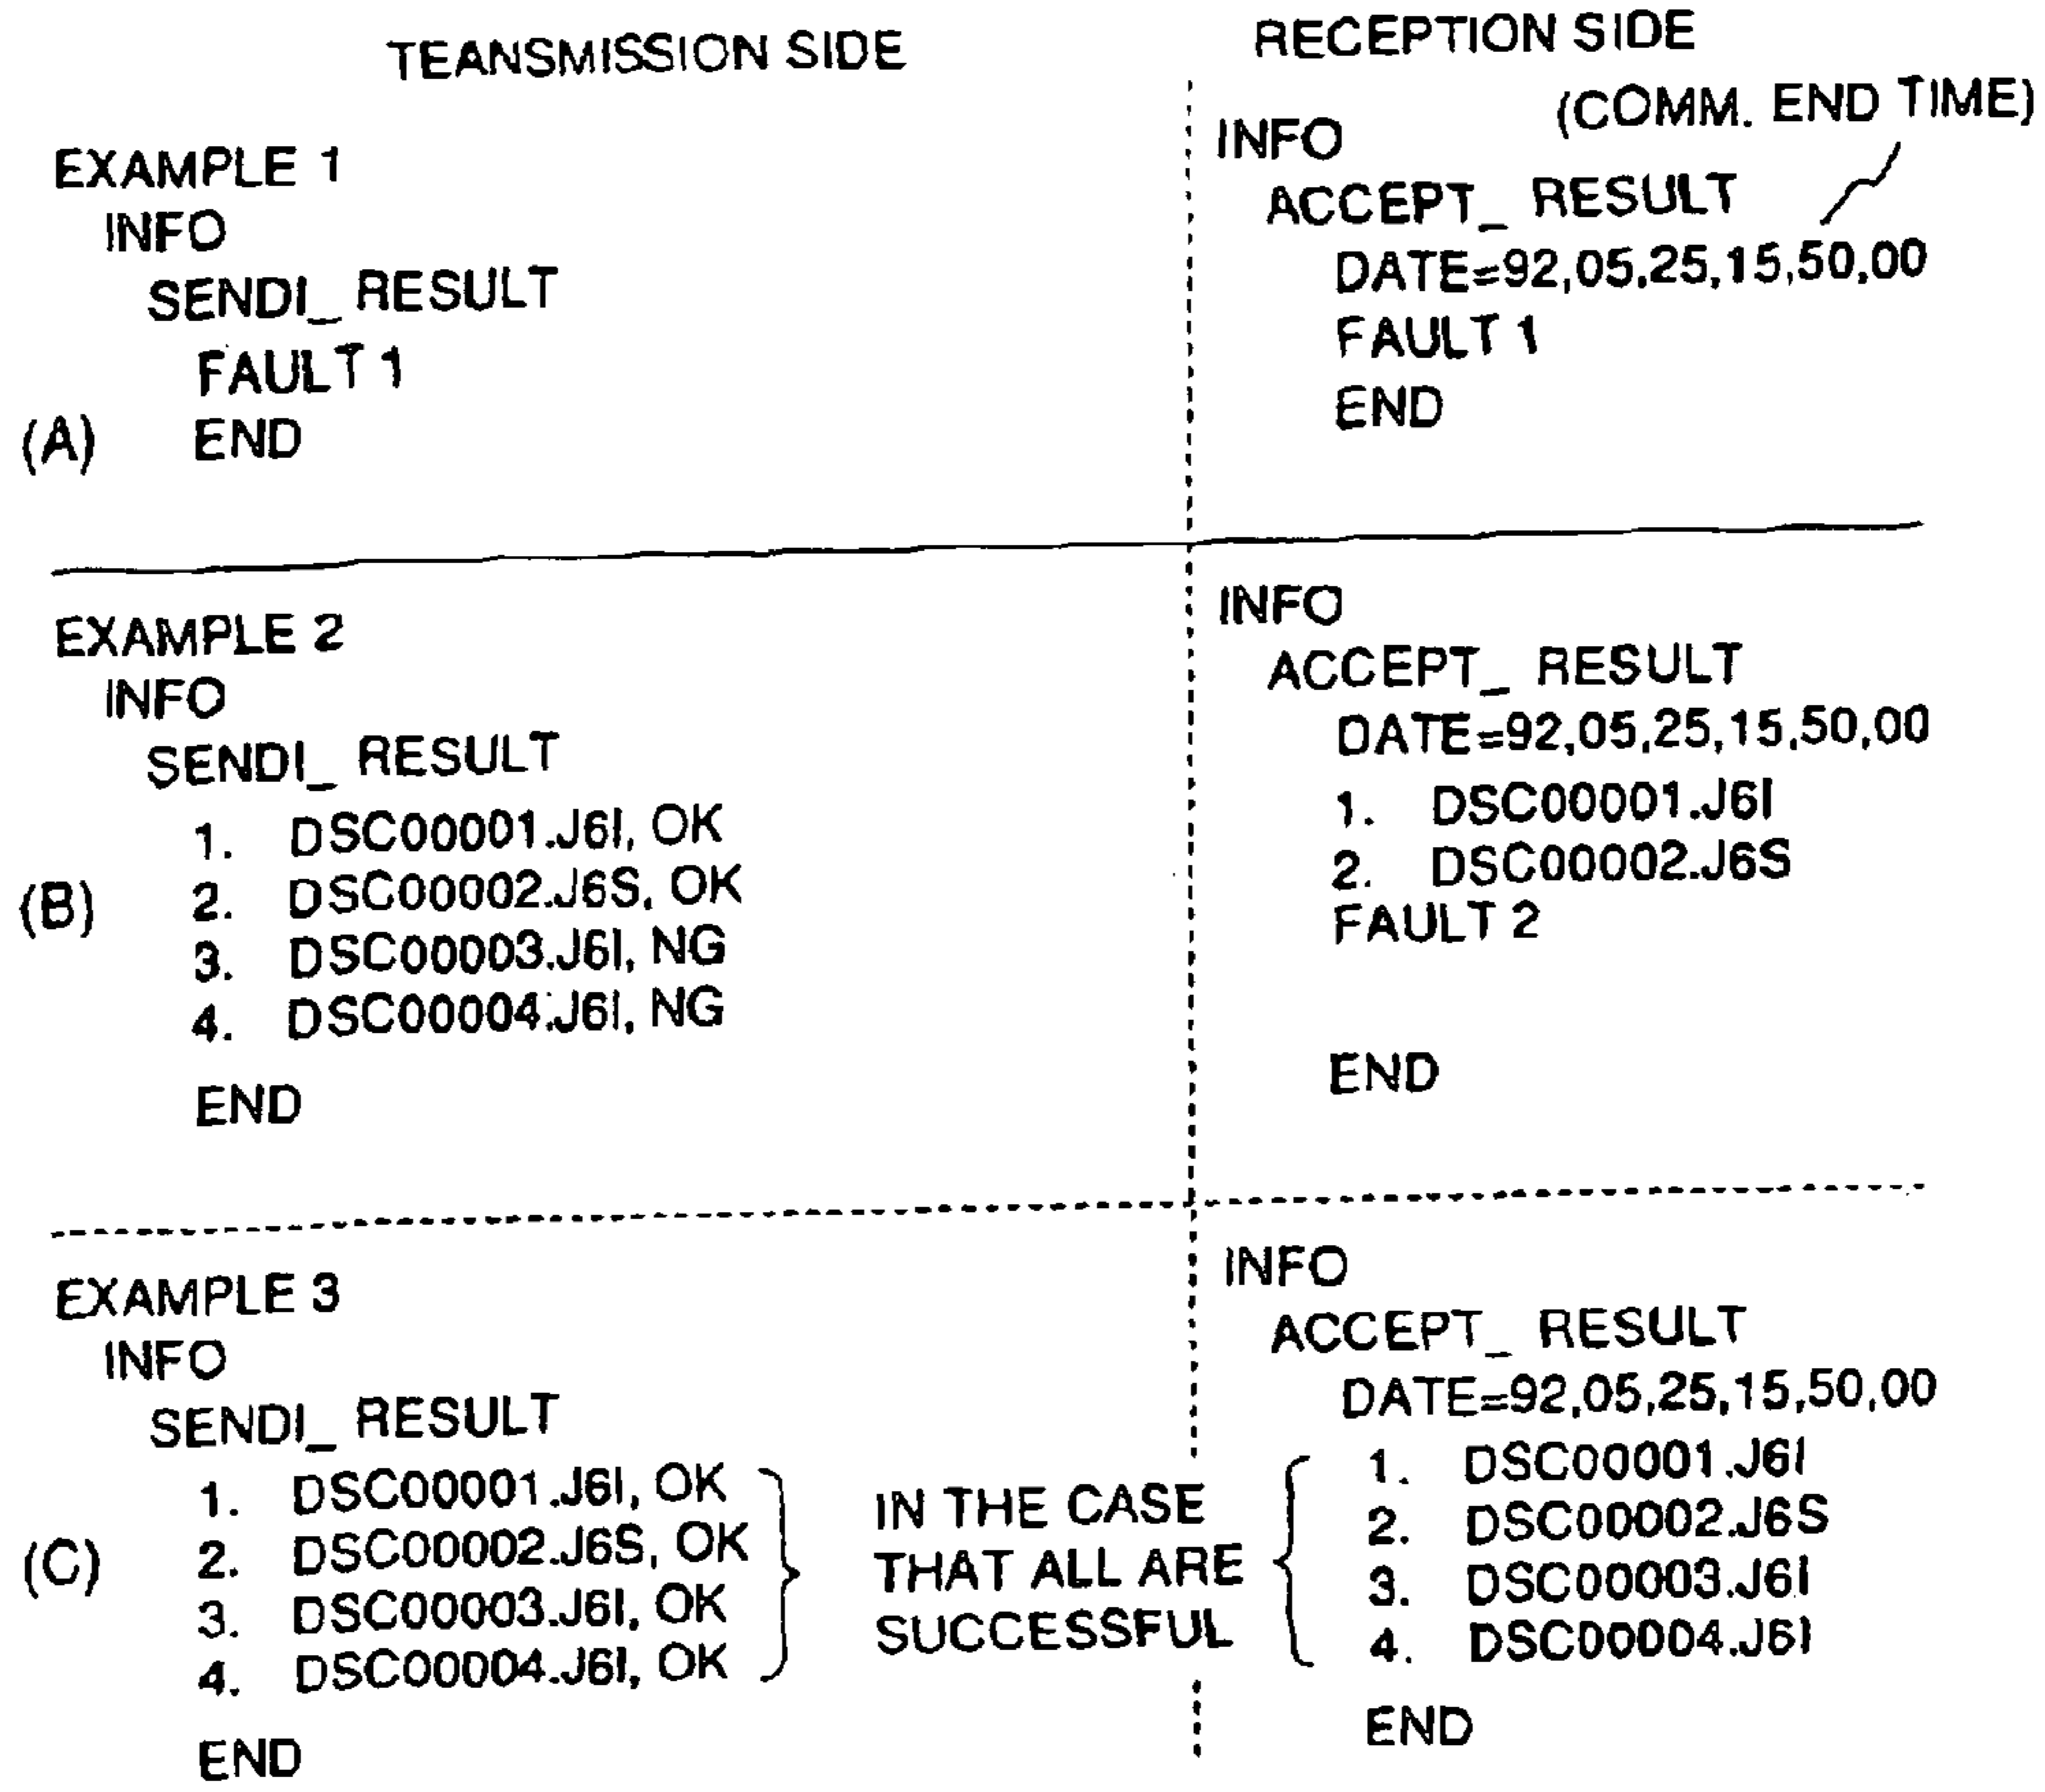 TEANSMISSION SIDE
EXAMPLE 1
INFO
SENDI_ RESULT
FAULT 1
(A) END
RECEPTION SIDE
(COMM. END TIME)
INFO
ACCEPT_ RESULT
DATE=92,05,25,15,50,00
FAULT 1
END
EXAMPLE 2
INFO
SENDI_ RESULT
1. DSC00001.J6I, OK
(B) 2. DSC00002.J6S, OK
3. DSC00003.J6I, NG
4. DSC00004.J6I, NG
END
INFO
ACCEPT_ RESULT
DATE=92,05,25,15,50,00
1. DSC00001.J6I
2. DSC00002.J6S
FAULT 2
END
EXAMPLE 3
INFO
SENDI_ RESULT
1. DSC00001.J6I, OK
(C) 2. DSC00002.J6S, OK
3. DSC00003.J6I, OK
4. DSC00004.J6I, OK
END
IN THE CASE
THAT ALL ARE
SUCCESSFUL
INFO
ACCEPT_ RESULT
DATE=92,05,25,15,50,00
1. DSC00001.J6I
2. DSC00002.J6S
3. DSC00003.J6I
4. DSC00004.J6I
END